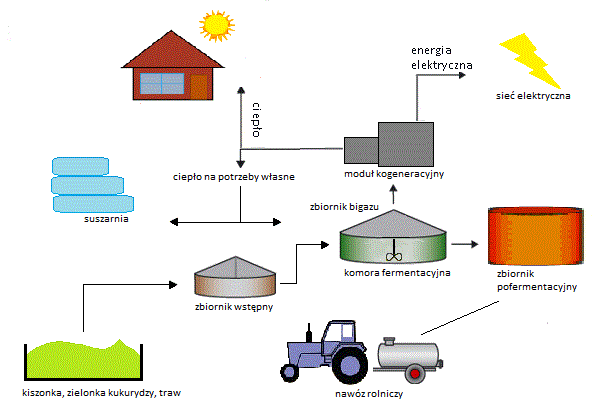 energia
elektryczna
sieć elektryczna
ciepło
moduł kogeneracyjny
ciepło na potrzeby własne
suszarnia
zbiornik bigazu
komora fermentacyjna
zbiornik
pofermentacyjny
zbiornik wstępny
kiszonka, zielonka kukurydzy, traw
nawóz rolniczy